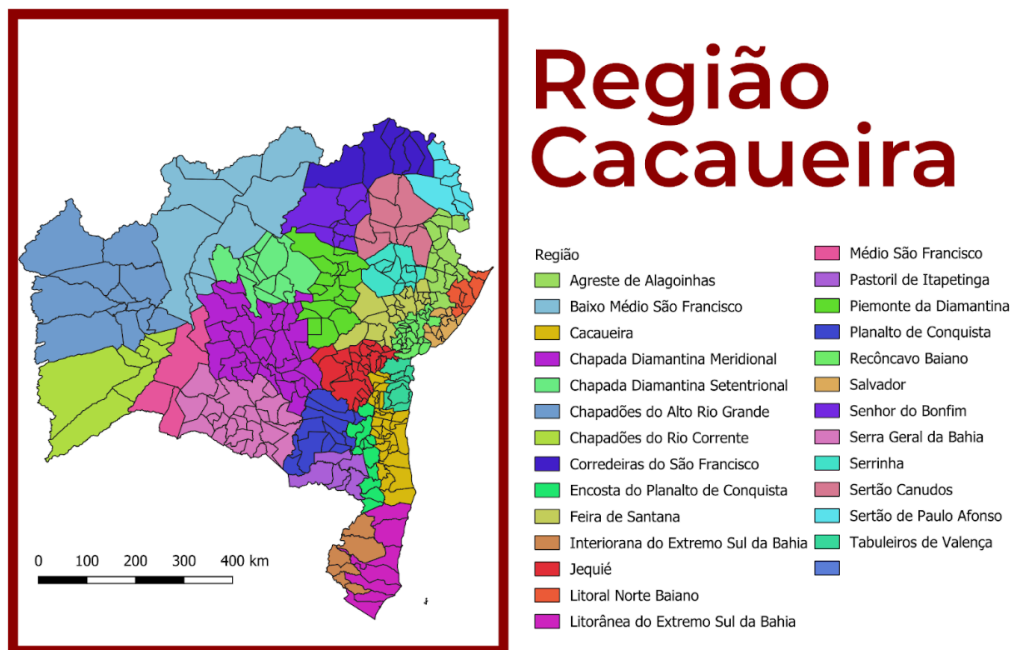 Região
Cacaueira
Região
Agreste de Alagoinhas
Baixo Médio São Francisco
Cacaueira
Chapada Diamantina Meridional
Chapada Diamantina Setentrional
Chapadões do Alto Rio Grande
Chapadões do Rio Corrente
Corredeiras do São Francisco
Encosta do Planalto de Conquista
Feira de Santana
Interiorana do Extremo Sul da Bahia
Jequié
Litoral Norte Baiano
Litorânea do Extremo Sul da Bahia
Médio São Francisco
Pastoril de Itapetinga
Piemonte da Diamantina
Planalto de Conquista
Recôncavo Baiano
Salvador
Senhor do Bonfim
Serra Geral da Bahia
Serrinha
Sertão Canudos
Sertão de Paulo Afonso
Tabuleiros de Valença
0 100 200 300 400 km